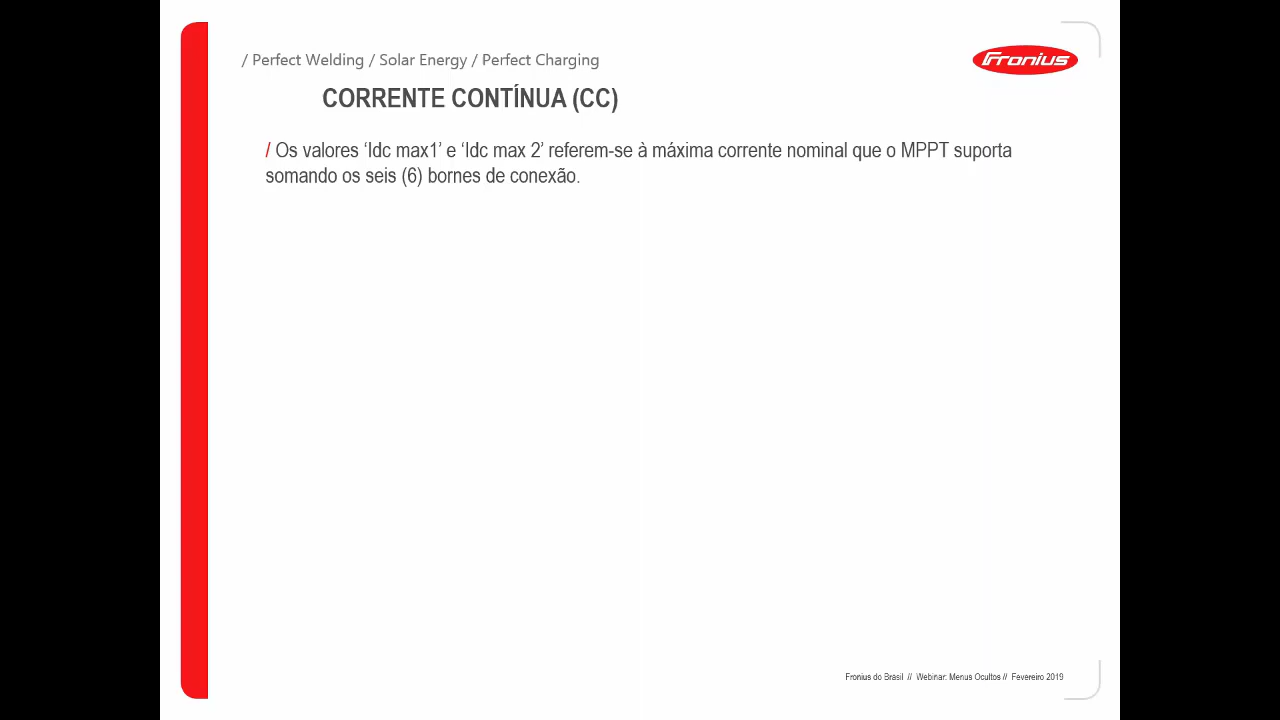 / Perfect Welding / Solar Energy / Perfect Charging
Fronius
CORRENTE CONTÍNUA (CC)
/ Os valores ‘Idc max1’ e ‘Idc max 2’ referem-se à máxima corrente nominal que o MPPT suporta
somando os seis (6) bornes de conexão.
Fronius do Brasil // Webinar: Menus Ocultos // Fevereiro 2019